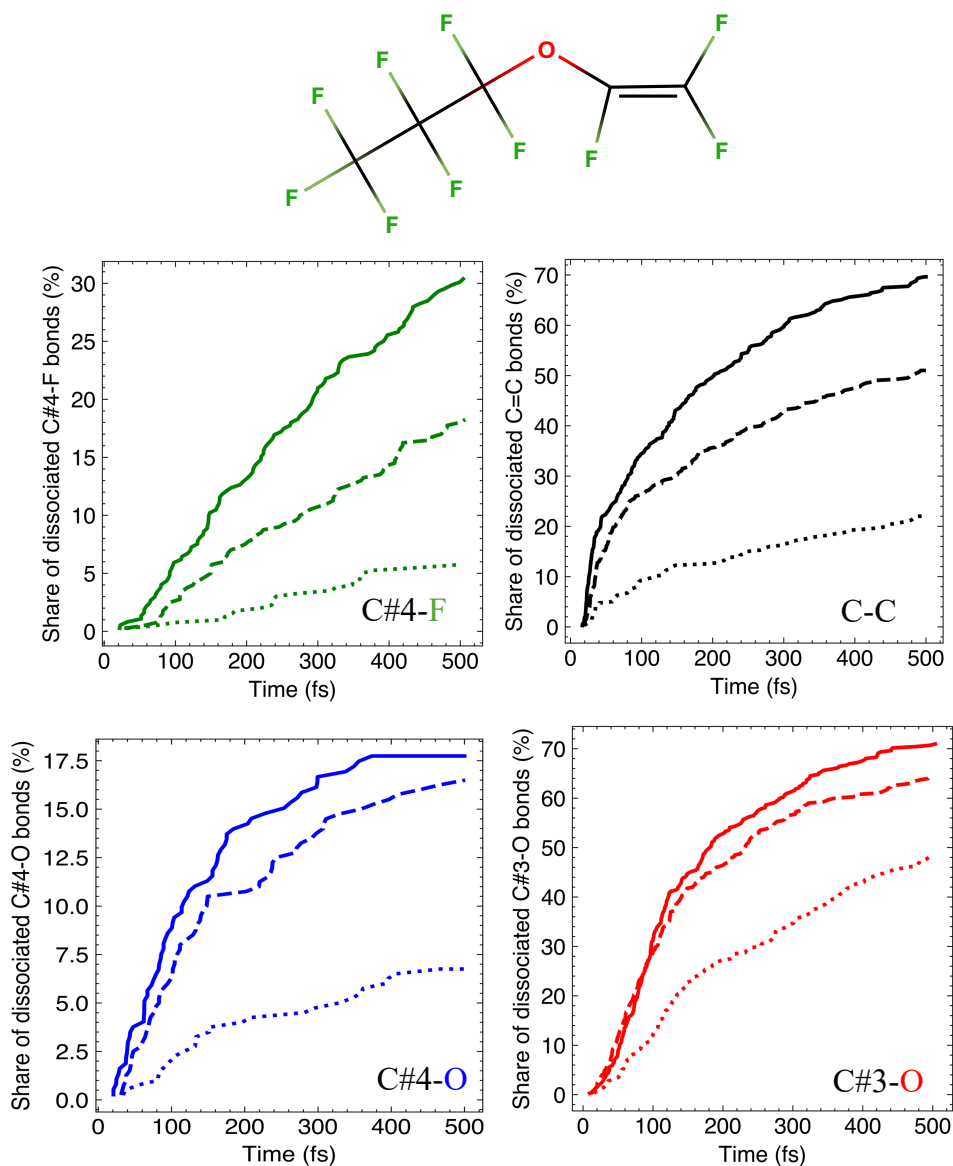 F
F
O
F
F
F
F
F
F
F
F
Share of dissociated C#4-F bonds (%)
30
25
20
15
10
5
0
C#4-F
0 100 200 300 400 500
Time (fs)
Share of dissociated C=C bonds (%)
70
60
50
40
30
20
10
0
C-C
0 100 200 300 400 500
Time (fs)
Share of dissociated C#4-O bonds (%)
17.5
15.0
12.5
10.0
7.5
5.0
2.5
0.0
C#4-O
0 100 200 300 400 500
Time (fs)
Share of dissociated C#3-O bonds (%)
70
60
50
40
30
20
10
0
C#3-O
0 100 200 300 400 500
Time (fs)